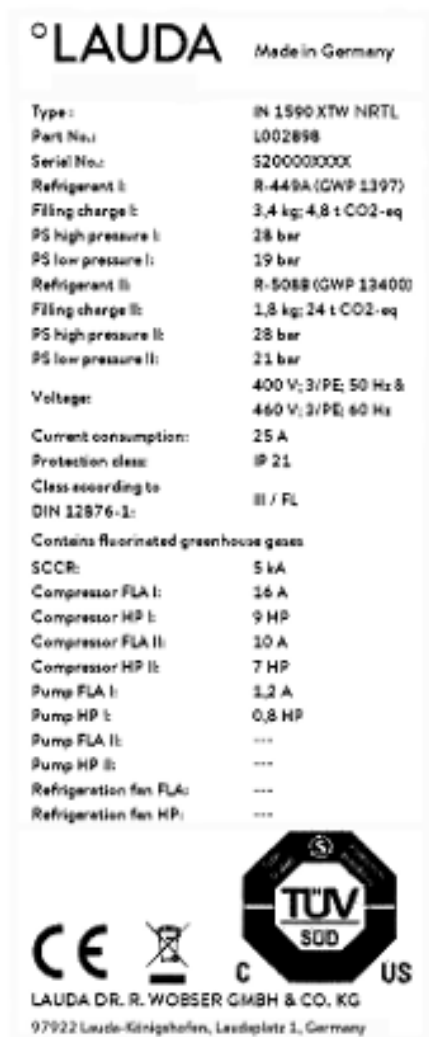 °LAUDA Made in Germany
Type: IN 1590 XTW NRTL
Part No.: L002898
Serial No.: S20000XXXX
Refrigerant I: R-449A (GWP 1397)
Filling charge I: 3,4 kg; 4,8 t CO2-eq
PS high pressure I: 28 bar
PS low pressure I: 19 bar
Refrigerant II: R-508B (GWP 13400)
Filling charge II: 1,8 kg; 24 t CO2-eq
PS high pressure II: 28 bar
PS low pressure II: 21 bar
Voltage: 400 V; 3/PE; 50 Hz &
460 V; 3/PE; 60 Hz
Current consumption: 25 A
Protection class: IP 21
Class according to
DIN 12876-1: III / FL
Contains fluorinated greenhouse gases
SCCR: 5 kA
Compressor FLA I: 16 A
Compressor HP I: 9 HP
Compressor FLA II: 10 A
Compressor HP II: 7 HP
Pump FLA I: 1,2 A
Pump HP I: 0,8 HP
Pump FLA II: ---
Pump HP II: ---
Refrigeration fan FLA: ---
Refrigeration fan HP: ---
TÜV
SÜD
CE C US
LAUDA DR. R. WOBSER GMBH & CO. KG
97922 Lauda-Königshofen, Laudaplatz 1, Germany